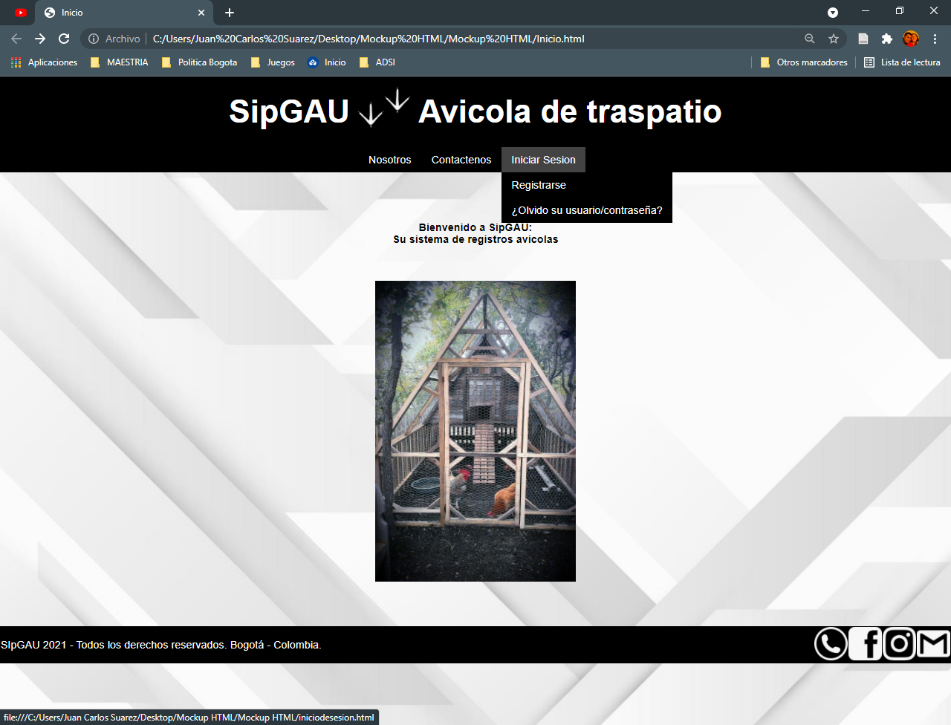 Inicio
Archivo
C:/Users/Juan%20Carlos%20Suarez/Desktop/Mockup%20HTML/Mockup%20HTML/Inicio.html
Aplicaciones MAESTRIA Politica Bogota Juegos Inicio ADSI Otros marcadores Lista de lectura
SipGAU Avicola de traspatio
Nosotros Contactenos Iniciar Sesion
Registrarse
¿Olvido su usuario/contraseña?
Bienvenido a SipGAU:
Su sistema de registros avicolas
SIpGAU 2021 - Todos los derechos reservados. Bogotá - Colombia.
file:///C:/Users/Juan Carlos Suarez/Desktop/Mockup HTML/Mockup HTML/iniciodesesion.html